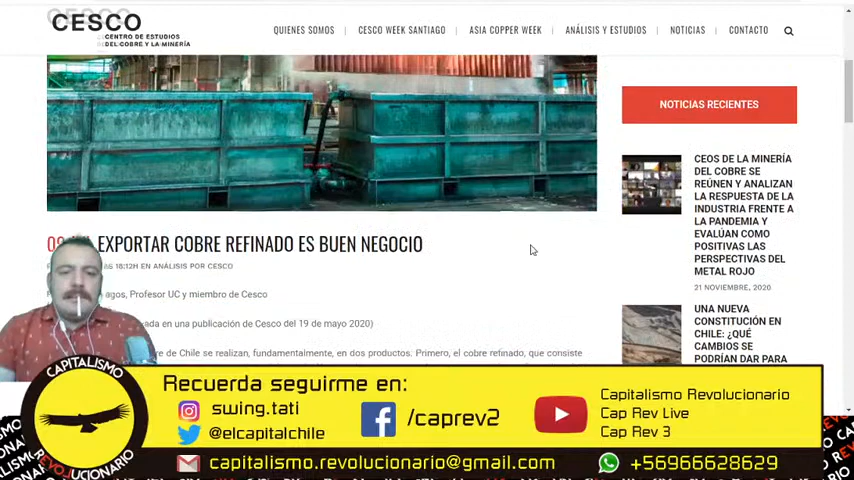 CESCO
CENTRO DE ESTUDIOS
DEL COBRE Y LA MINERÍA
QUIENES SOMOS
CESCO WEEK SANTIAGO
ASIA COPPER WEEK
ANÁLISIS Y ESTUDIOS
NOTICIAS
CONTACTO
NOTICIAS RECIENTES
CEOS DE LA MINERÍA
DEL COBRE SE
REÚNEN Y ANALIZAN
LA RESPUESTA DE LA
INDUSTRIA FRENTE A
LA PANDEMIA Y
EVALÚAN COMO
POSITIVAS LAS
PERSPECTIVAS DEL
METAL ROJO
21 NOVIEMBRE, 2020
UNA NUEVA
CONSTITUCIÓN EN
CHILE: ¿QUÉ
CAMBIOS SE
PODRÍAN DAR PARA
EXPORTAR COBRE REFINADO ES BUEN NEGOCIO
18:12H EN ANÁLISIS POR CESCO
agos, Profesor UC y miembro de Cesco
ada en una publicación de Cesco del 19 de mayo 2020)
re de Chile se realizan, fundamentalmente, en dos productos. Primero, el cobre refinado, que consiste
CAPITALISMO
REVOLUCIONARIO
Recuerda seguirme en:
swing.tati
@elcapitalchile
/caprev2
Capitalismo Revolucionario
Cap Rev Live
Cap Rev 3
capitalismo.revolucionario@gmail.com
+56966628629